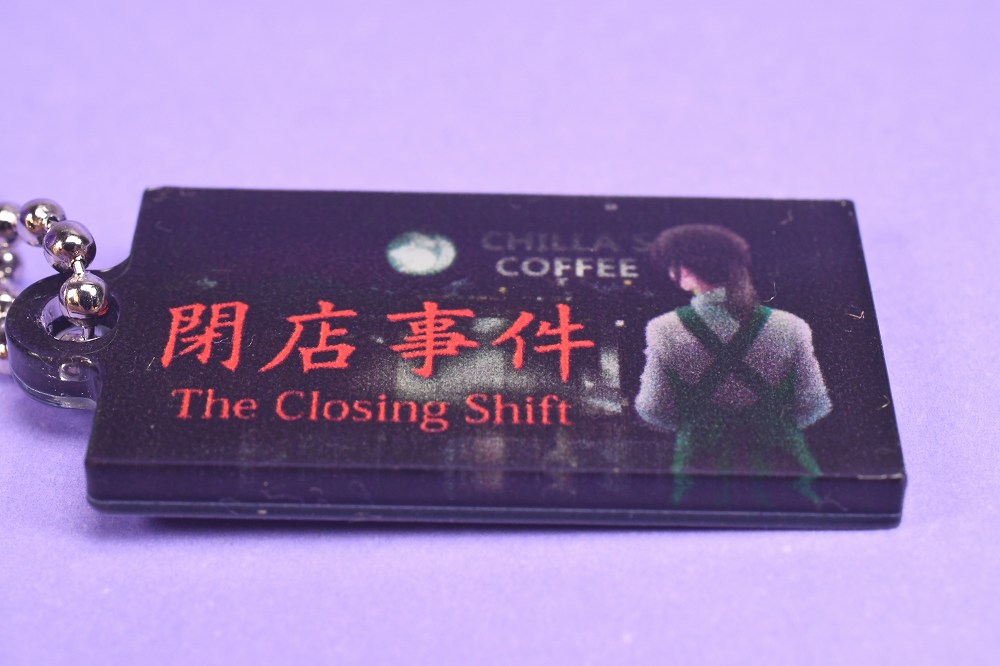 CHILLA'S
COFFEE
閉店事件
The Closing Shift